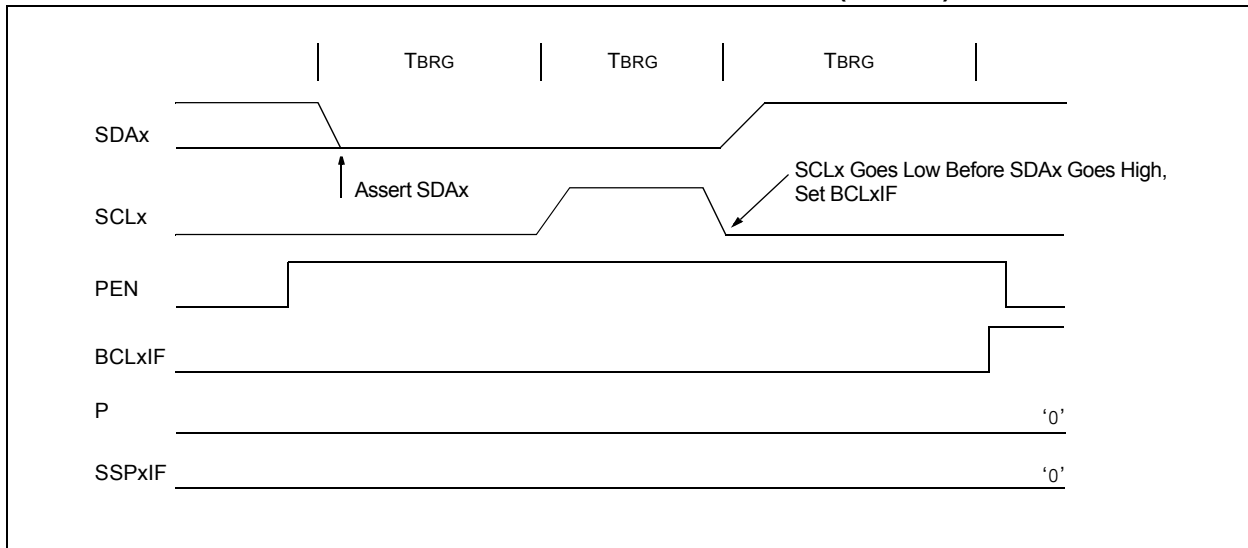 TBRG TBRG TBRG
SDAx
Assert SDAx
SCLx Goes Low Before SDAx Goes High,
Set BCLxIF
SCLx
PEN
BCLxIF
P
‘0’
SSPxIF
‘0’